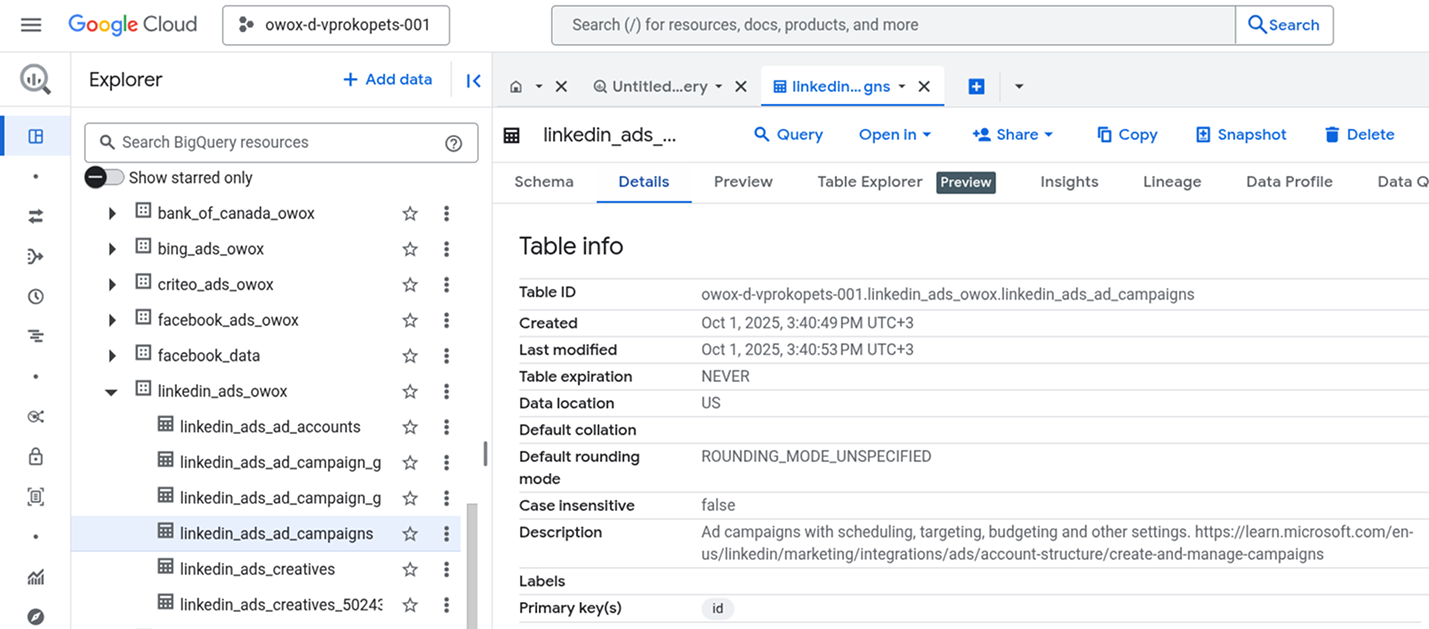 Google Cloud
owox-d-vprokopets-001
Search (/) for resources, docs, products, and more
Search
Explorer
Add data
Search BigQuery resources
Show starred only
bank_of_canada_owox
bing_ads_owox
criteo_ads_owox
facebook_ads_owox
facebook_data
linkedin_ads_owox
linkedin_ads_ad_accounts
linkedin_ads_ad_campaign_g
linkedin_ads_ad_campaign_g
linkedin_ads_ad_campaigns
linkedin_ads_creatives
linkedin_ads_creatives_50243
Untitled...ery
linkedin...gns
linkedin_ads_...
Query
Open in
Share
Copy
Snapshot
Delete
Schema
Details
Preview
Table Explorer
Preview
Insights
Lineage
Data Profile
Data Q
Table info
Table ID owox-d-vprokopets-001.linkedin_ads_owox.linkedin_ads_ad_campaigns
Created Oct 1, 2025, 3:40:49 PM UTC+3
Last modified Oct 1, 2025, 3:40:53 PM UTC+3
Table expiration NEVER
Data location US
Default collation
Default rounding mode ROUNDING_MODE_UNSPECIFIED
Case insensitive false
Description Ad campaigns with scheduling, targeting, budgeting and other settings. https://learn.microsoft.com/en-
us/linkedin/marketing/integrations/ads/account-structure/create-and-manage-campaigns
Labels
Primary key(s) id